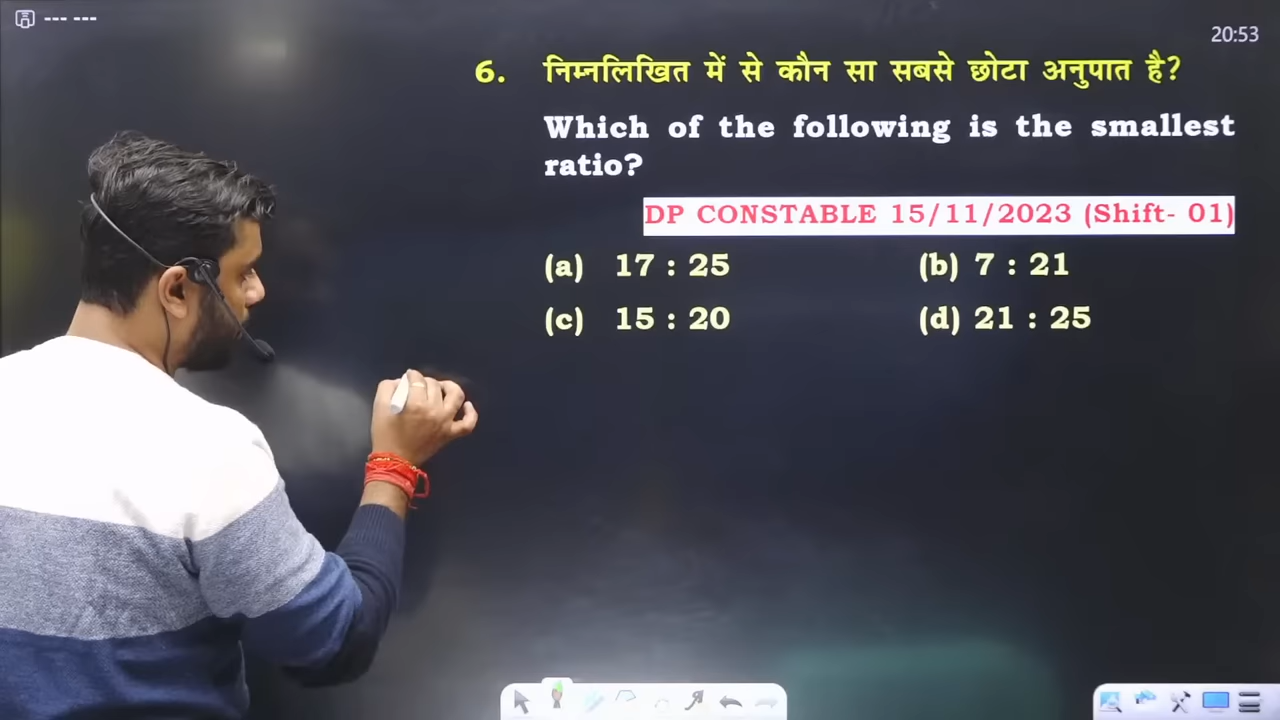 20:53
6. निम्नलिखित में से कौन सा सबसे छोटा अनुपात है?
Which of the following is the smallest
ratio?
DP CONSTABLE 15/11/2023 (Shift- 01)
(a) 17 : 25 (b) 7 : 21
(c) 15 : 20 (d) 21 : 25